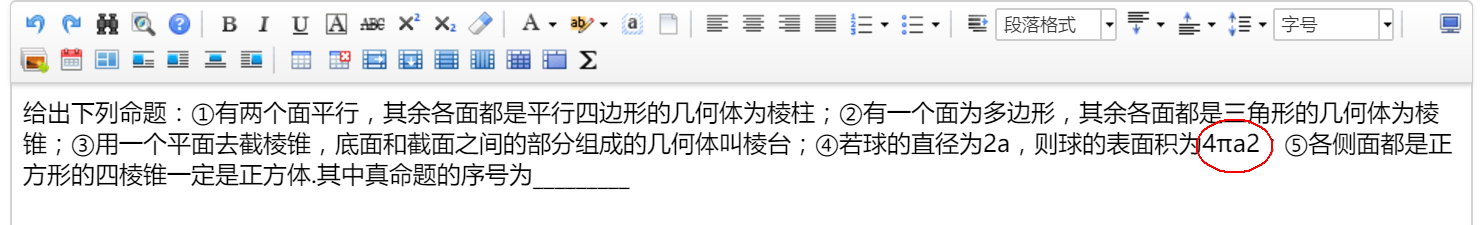 B I U A ABC X² X₂ A ab a 段落格式 字号
Σ
给出下列命题：①有两个面平行，其余各面都是平行四边形的几何体为棱柱；②有一个面为多边形，其余各面都是三角形的几何体为棱
锥；③用一个平面去截棱锥，底面和截面之间的部分组成的几何体叫棱台；④若球的直径为2a，则球的表面积为4πa2；⑤各侧面都是正
方形的四棱锥一定是正方体.其中真命题的序号为_________